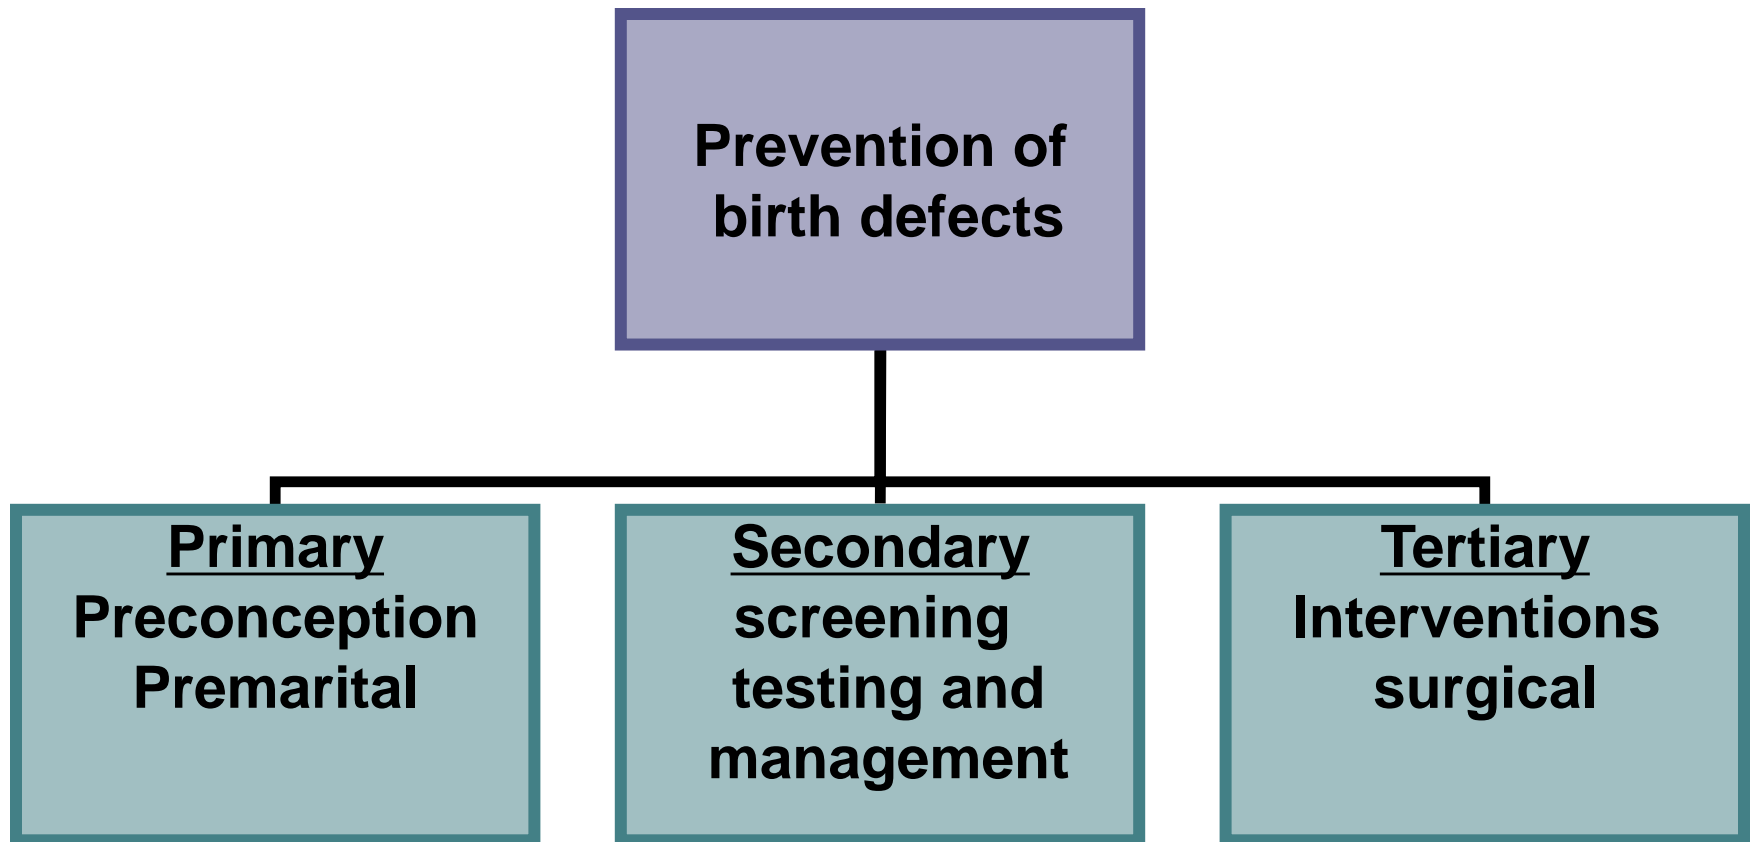 Prevention of
birth defects
Primary
Preconception
Premarital
Secondary
screening
testing and
management
Tertiary
Interventions
surgical